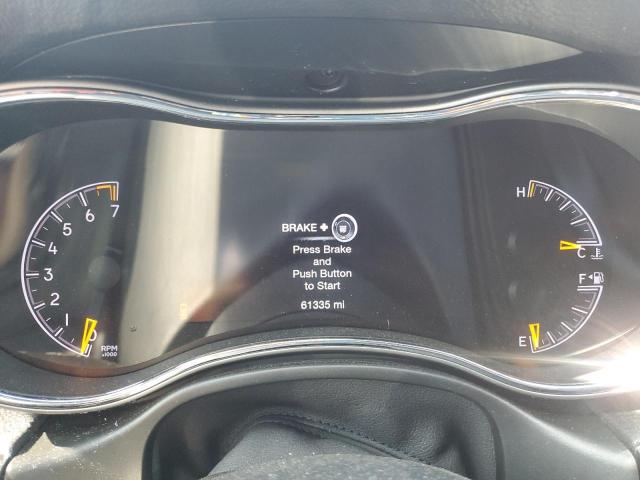 BRAKE +
Press Brake
and
Push Button
to Start
61335 mi
7
6
5
4
3
2
1
0
RPM
x1000
H
C
F
E